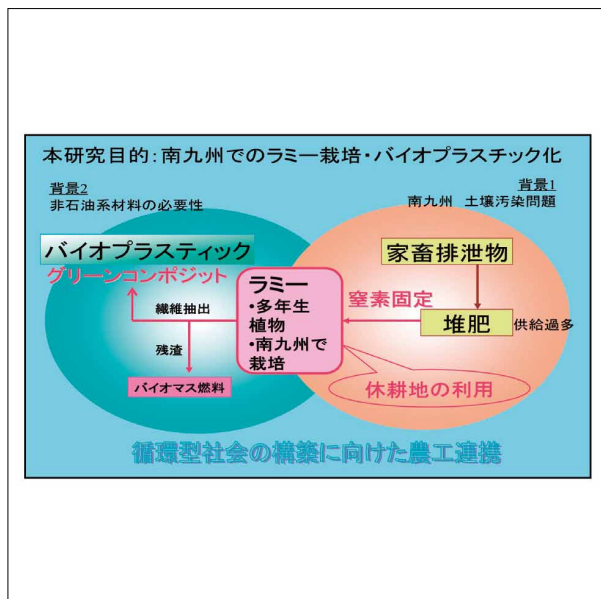 本研究目的：南九州でのラミー栽培・バイオプラスチック化
背景2
非石油系材料の必要性
背景1
南九州 土壌汚染問題
バイオプラスティック
グリーンコンポジット
繊維抽出
残渣
バイオマス燃料
ラミー
・多年生
植物
・南九州で
栽培
家畜排泄物
窒素固定
堆肥
供給過多
休耕地の利用
循環型社会の構築に向けた農工連携